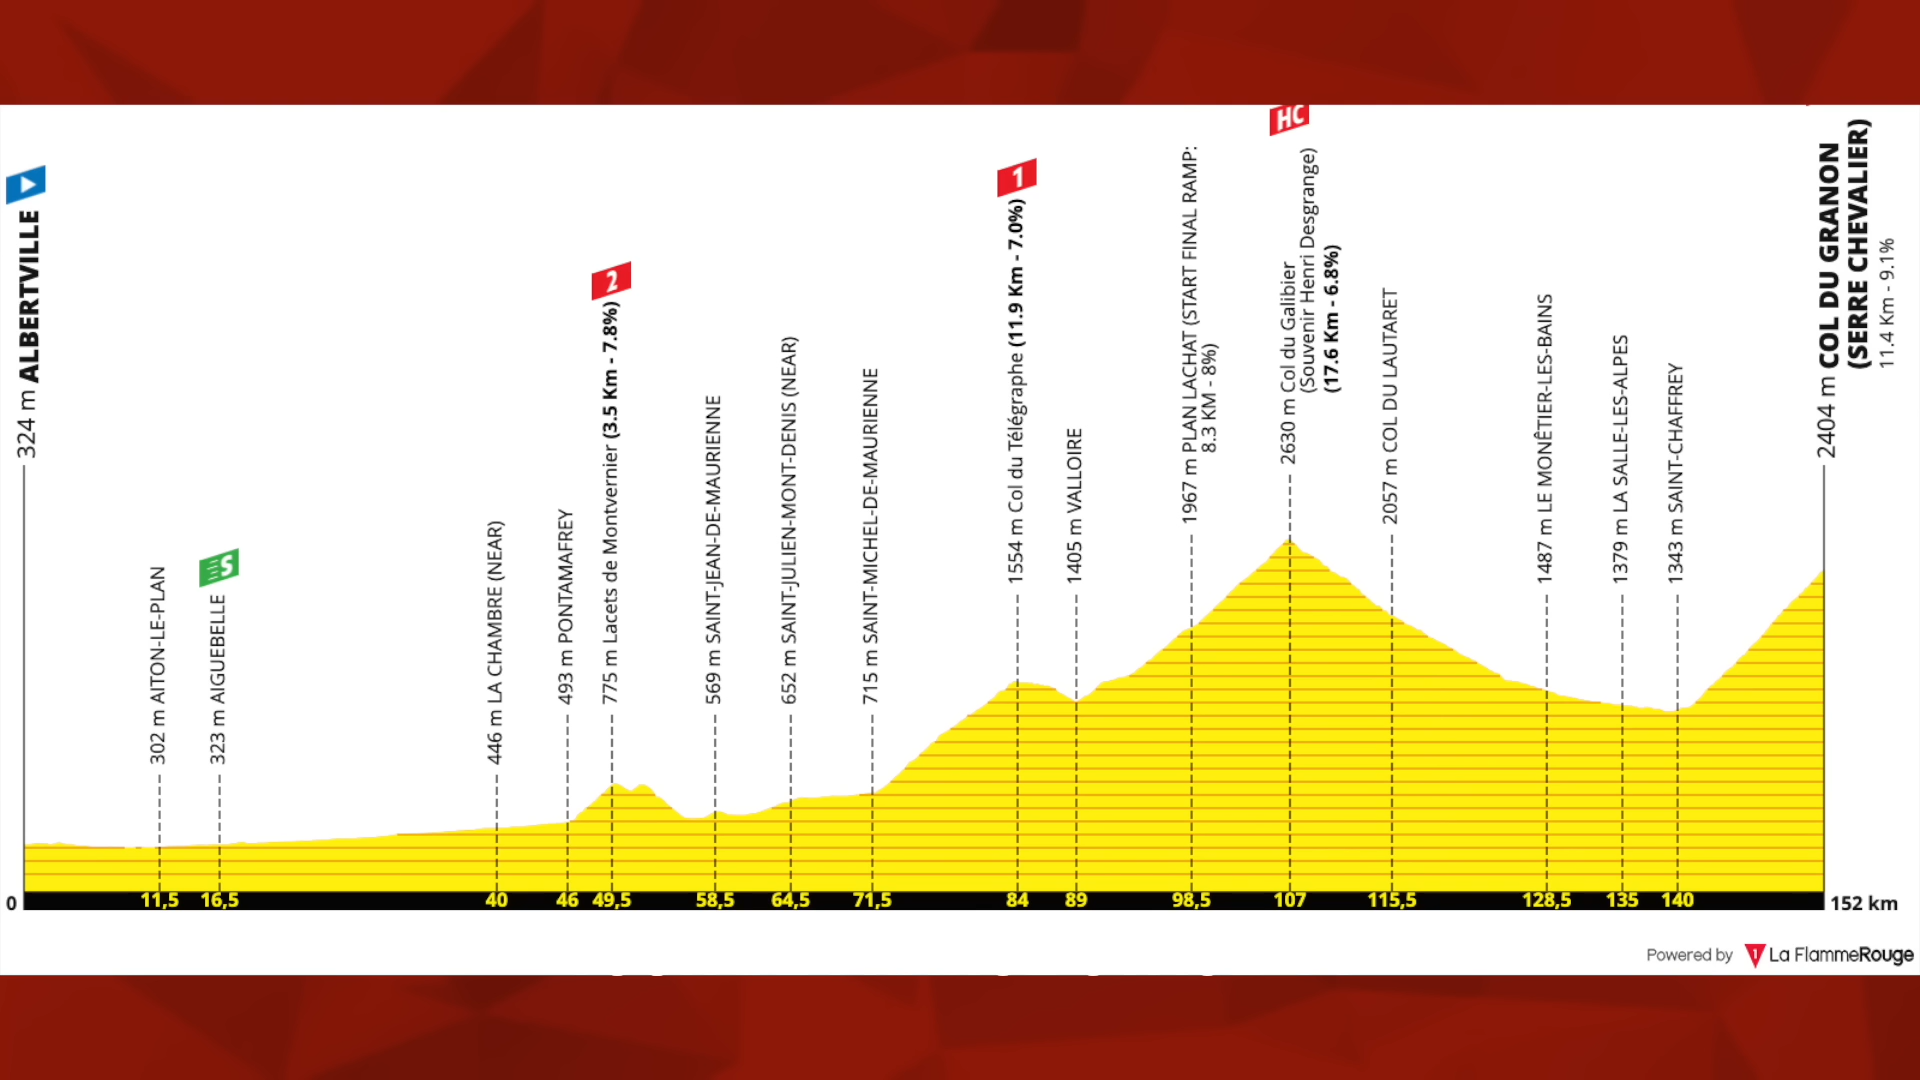 324 m ALBERTVILLE
302 m AITON-LE-PLAN
323 m AIGUEBELLE
S
446 m LA CHAMBRE (NEAR)
493 m PONTAMAFREY
2
775 m Lacets de Montvernier (3.5 Km - 7.8%)
569 m SAINT-JEAN-DE-MAURIENNE
652 m SAINT-JULIEN-MONT-DENIS (NEAR)
715 m SAINT-MICHEL-DE-MAURIENNE
1
1554 m Col du Télégraphe (11.9 Km - 7.0%)
1405 m VALLOIRE
1967 m PLAN LACHAT (START FINAL RAMP:
8.3 KM - 8%)
HC
2630 m Col du Galibier
(Souvenir Henri Desgrange)
(17.6 Km - 6.8%)
2057 m COL DU LAUTARET
1487 m LE MONÊTIER-LES-BAINS
1379 m LA SALLE-LES-ALPES
1343 m SAINT-CHAFFREY
2404 m COL DU GRANON
(SERRE CHEVALIER)
11.4 Km - 9.1%
0 11,5 16,5 40 46 49,5 58,5 64,5 71,5 84 89 98,5 107 115,5 128,5 135 140 152 km
Powered by 1 La FlammeRouge